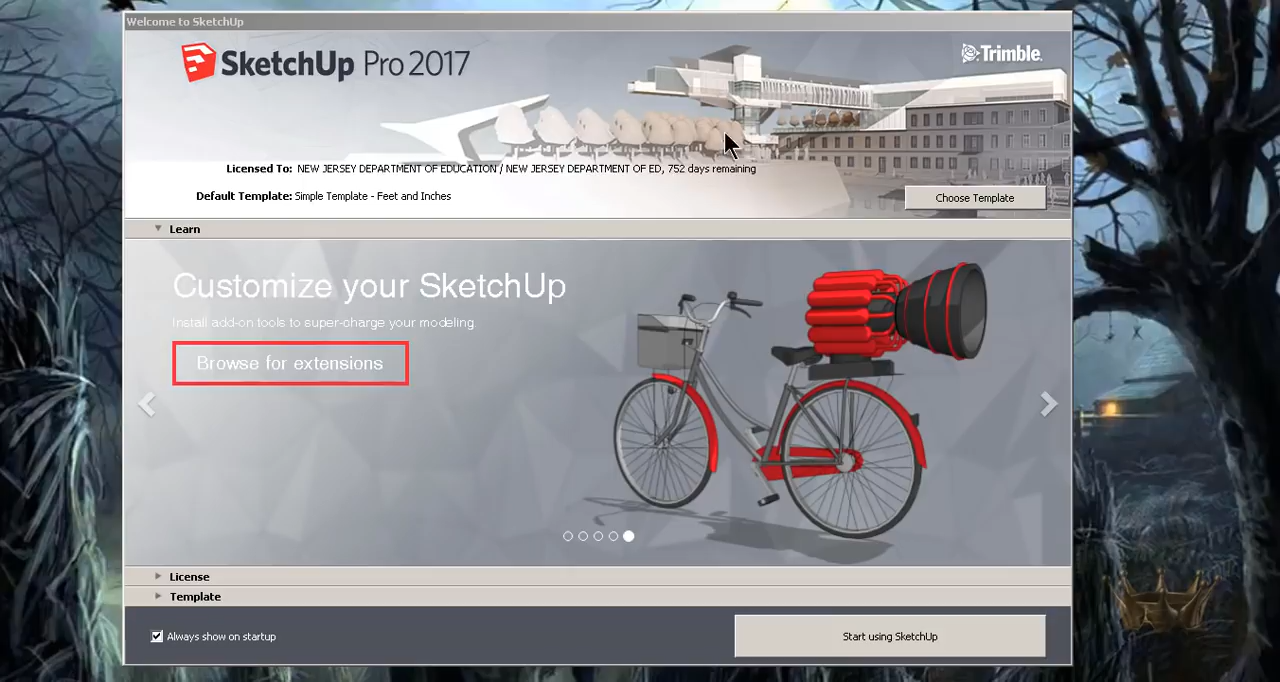 Welcome to SketchUp
SketchUp Pro 2017
Trimble.
Licensed To: NEW JERSEY DEPARTMENT OF EDUCATION / NEW JERSEY DEPARTMENT OF ED, 752 days remaining
Default Template: Simple Template - Feet and Inches
Choose Template
Learn
Customize your SketchUp
Install add-on tools to super-charge your modeling.
Browse for extensions
License
Template
Always show on startup
Start using SketchUp